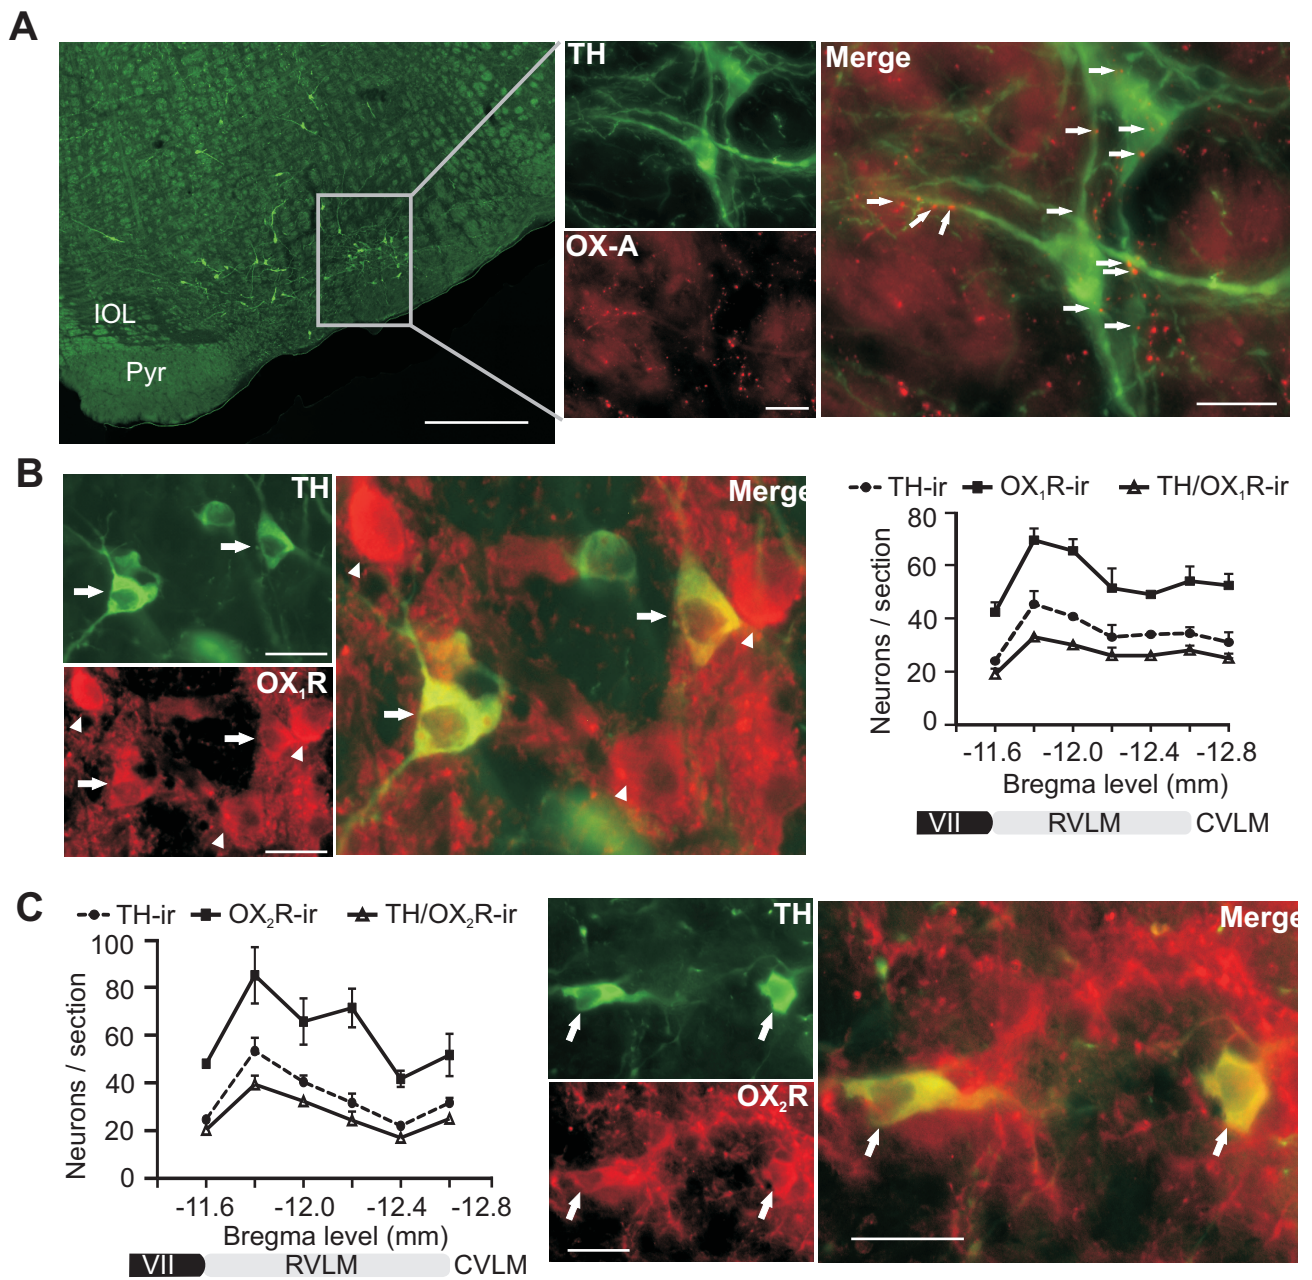 A
TH
Merge
OX-A
IOL
Pyr
B
TH
Merge
OX₁R
TH-ir OX₁R-ir TH/OX₁R-ir
80
60
40
20
0
Neurons / section
-11.6 -12.0 -12.4 -12.8
Bregma level (mm)
VII RVLM CVLM
C
TH-ir OX₂R-ir TH/OX₂R-ir
100
80
60
40
20
0
Neurons / section
-11.6 -12.0 -12.4 -12.8
Bregma level (mm)
VII RVLM CVLM
TH
Merge
OX₂R